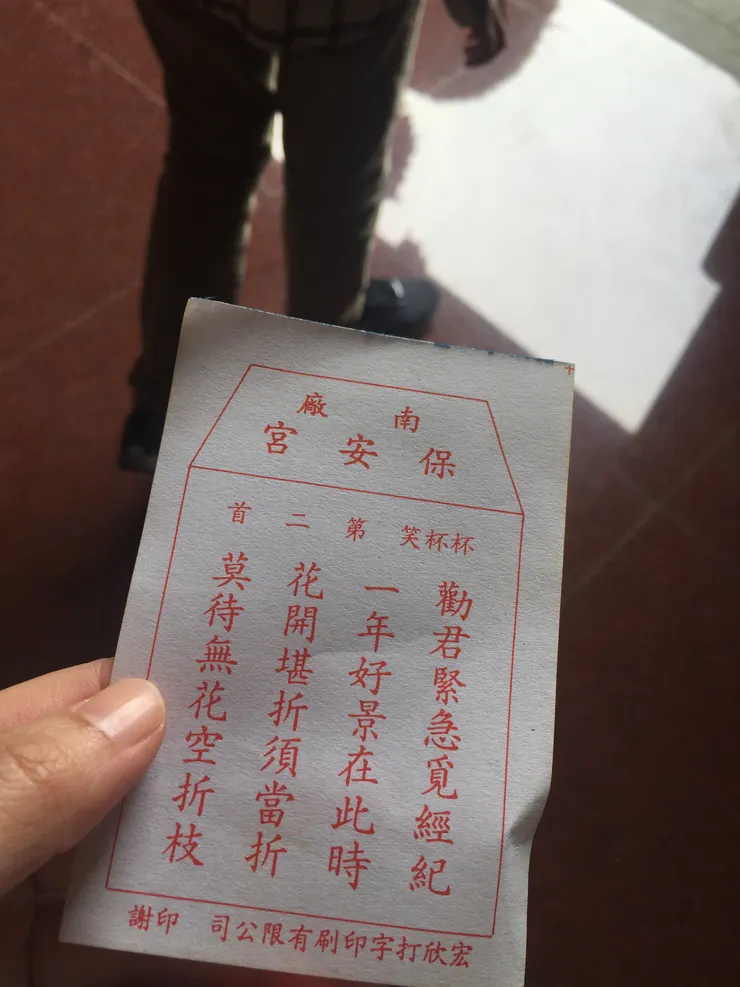 南廠
保安宮
杯杯笑 第二首
勸君緊急覓經紀
一年好景在此時
花開堪折須當折
莫待無花空折枝
宏欣打字印刷有限公司 印謝